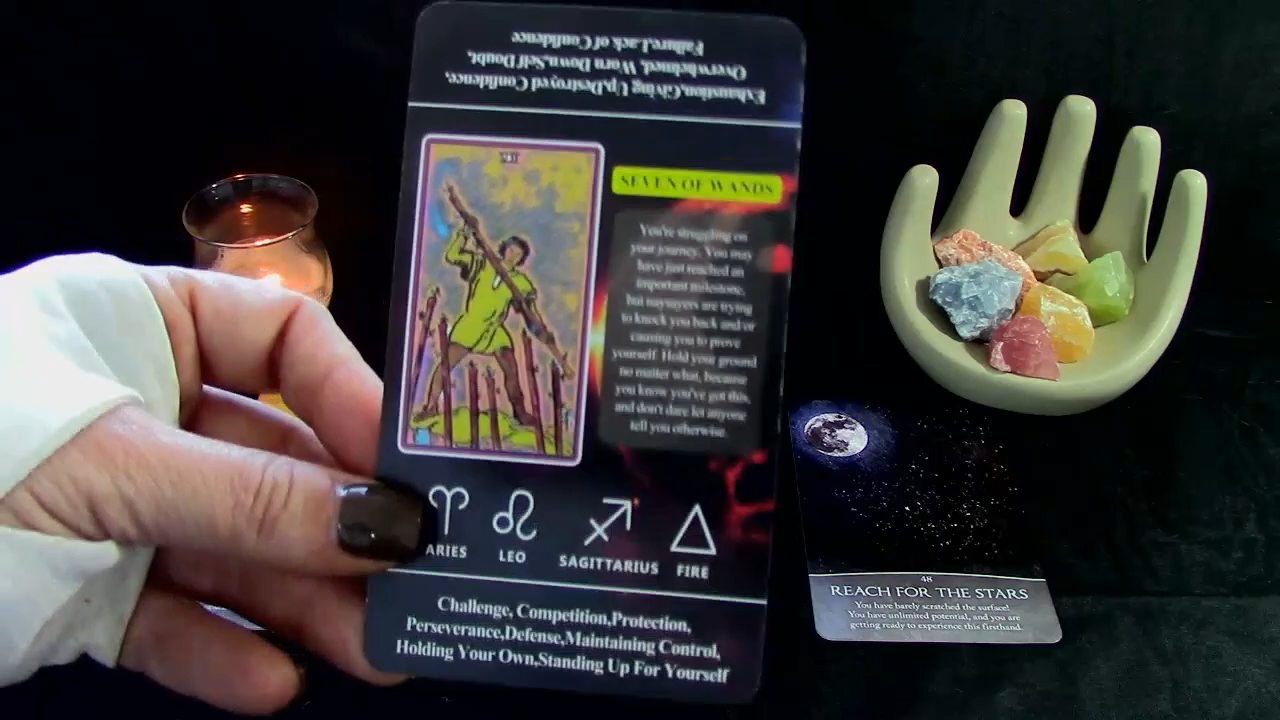 Exhaustion,Giving Up,Destroyed Confidence,
Overwhelmed, Worn Down,Self Doubt,
Failure,Lack of Confidence
VII
SEVEN OF WANDS
You're struggling on
your journey. You may
have just reached an
important milestone,
but naysayers are trying
to knock you back and/or
causing you to prove
yourself. Hold your ground
no matter what, because
you know you've got this,
and don't dare let anyone
tell you otherwise.
ARIES
LEO
SAGITTARIUS
FIRE
Challenge, Competition,Protection,
Perseverance,Defense,Maintaining Control,
Holding Your Own,Standing Up For Yourself
48
REACH FOR THE STARS
You have barely scratched the surface!
You have unlimited potential, and you are
getting ready to experience this firsthand.